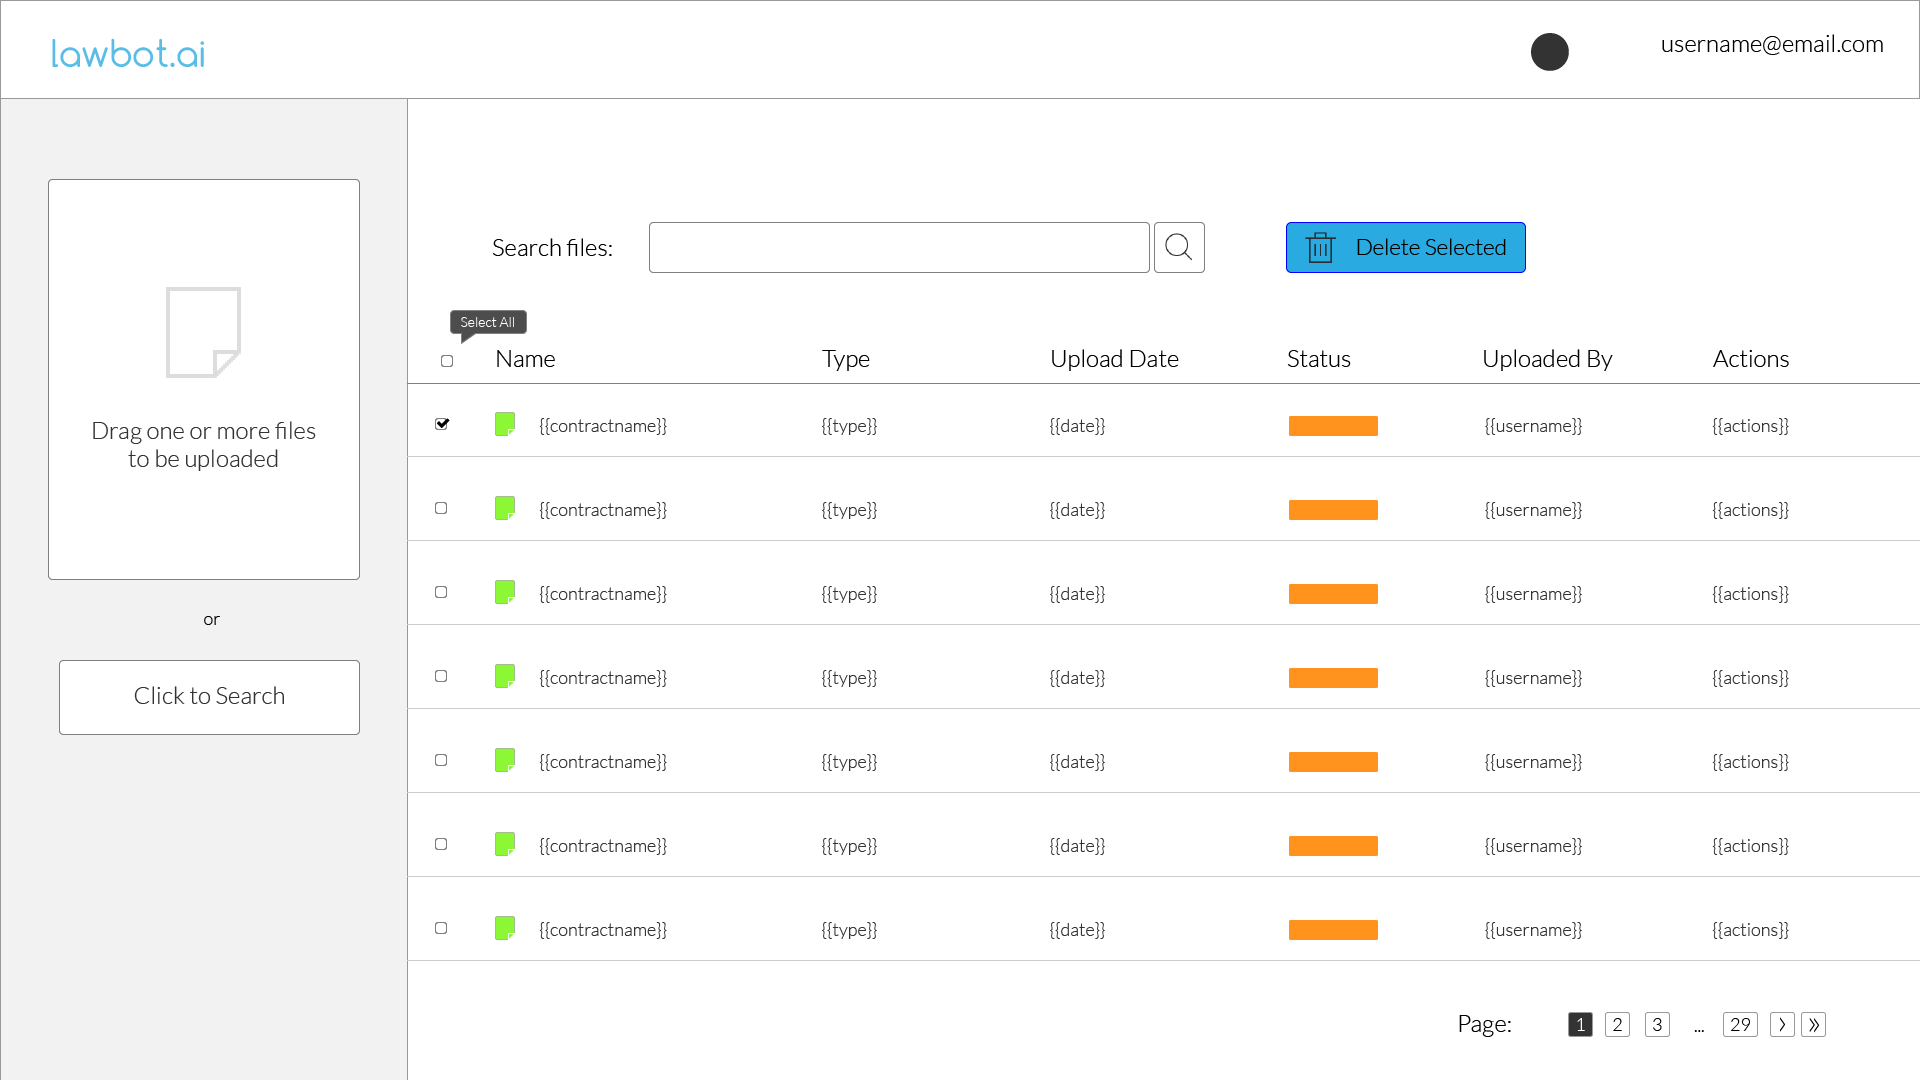 lawbot.ai
username@email.com
Drag one or more files
to be uploaded
or
Click to Search
Search files:
Delete Selected
Select All
Name Type Upload Date Status Uploaded By Actions
{{contractname}} {{type}} {{date}} {{username}} {{actions}}
{{contractname}} {{type}} {{date}} {{username}} {{actions}}
{{contractname}} {{type}} {{date}} {{username}} {{actions}}
{{contractname}} {{type}} {{date}} {{username}} {{actions}}
{{contractname}} {{type}} {{date}} {{username}} {{actions}}
{{contractname}} {{type}} {{date}} {{username}} {{actions}}
{{contractname}} {{type}} {{date}} {{username}} {{actions}}
Page: 1 2 3 ... 29 > »